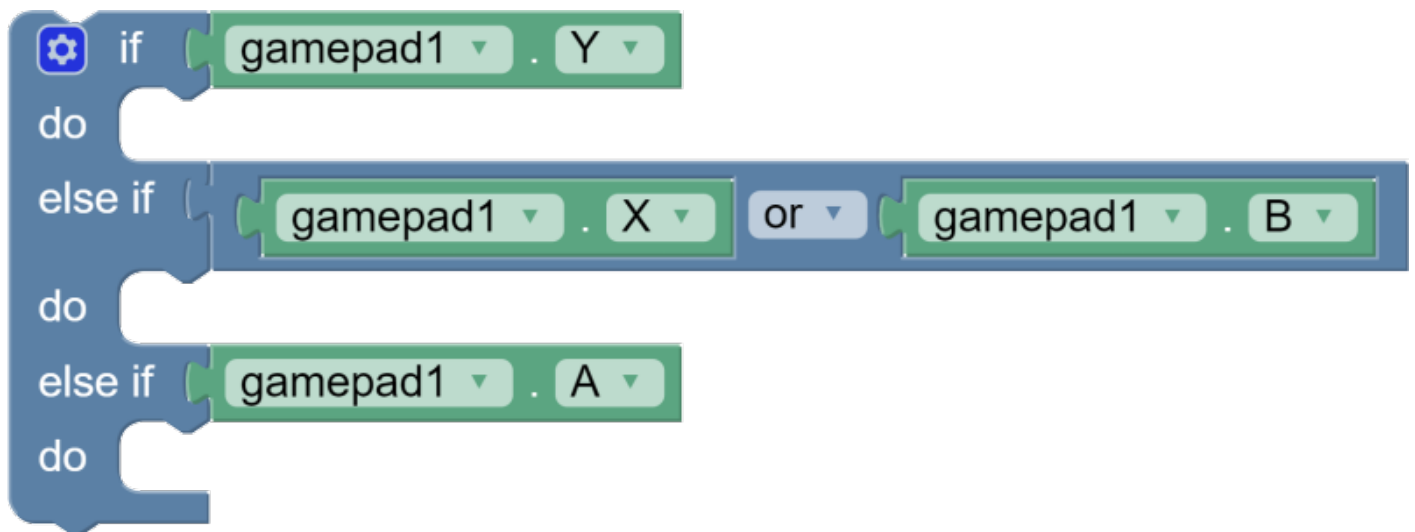 if gamepad1 . Y
do
else if gamepad1 . X or gamepad1 . B
do
else if gamepad1 . A
do